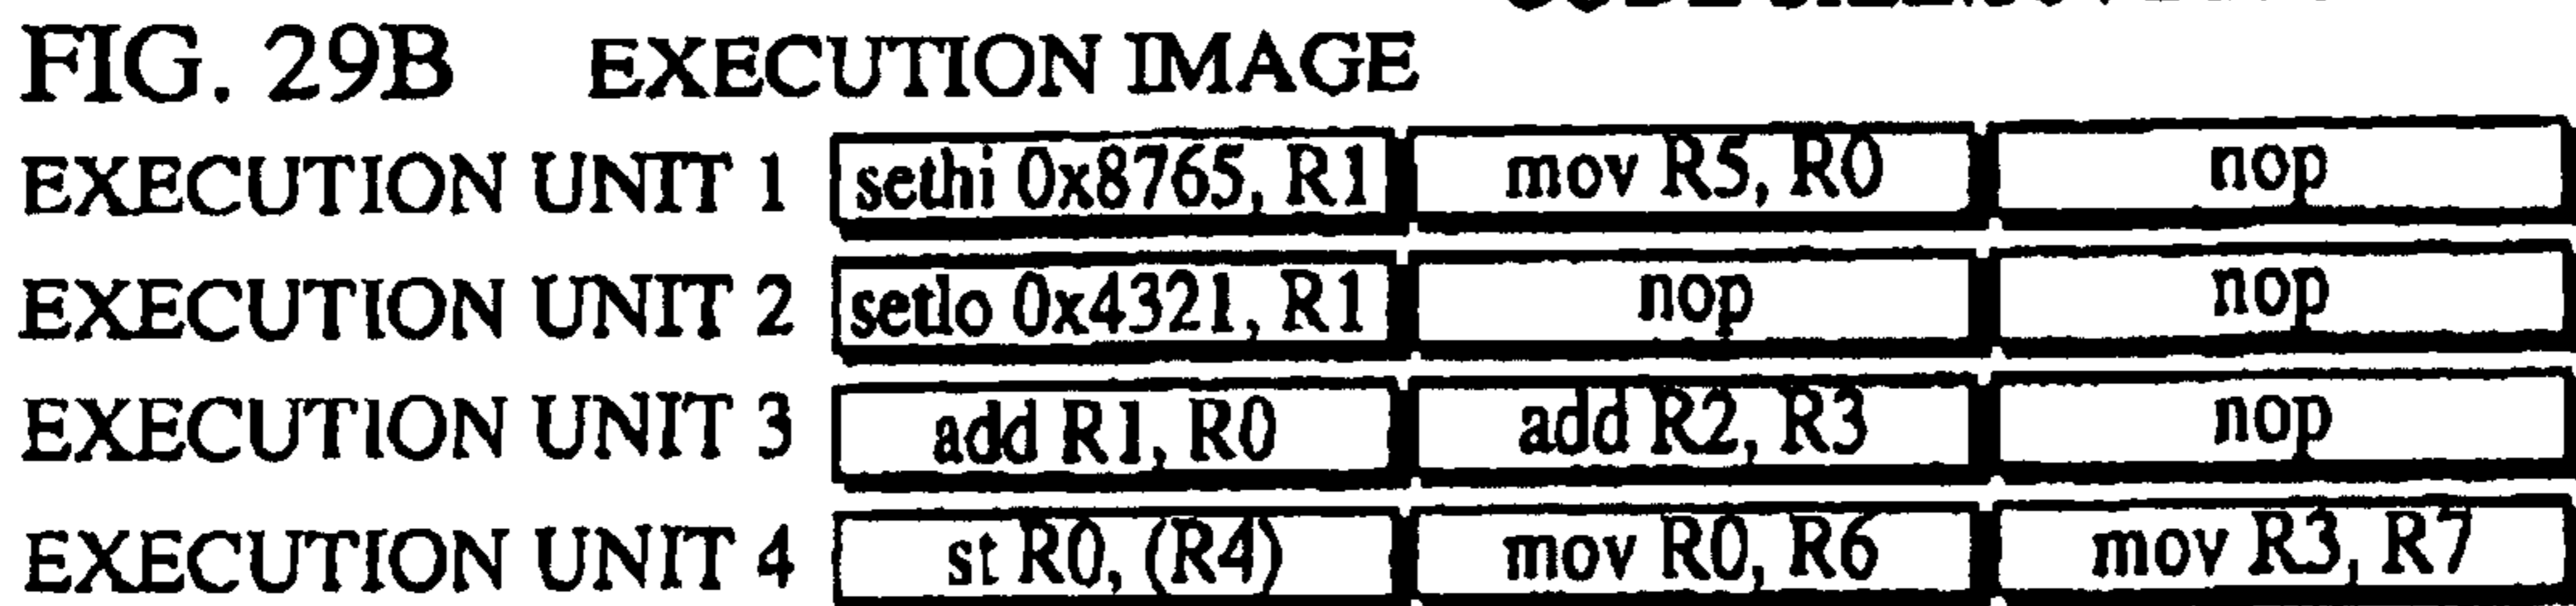 FIG. 29B EXECUTION IMAGE
EXECUTION UNIT 1 sethi 0x8765, R1 mov R5, R0 nop
EXECUTION UNIT 2 setlo 0x4321, R1 nop nop
EXECUTION UNIT 3 add R1, R0 add R2, R3 nop
EXECUTION UNIT 4 st R0, (R4) mov R0, R6 mov R3, R7